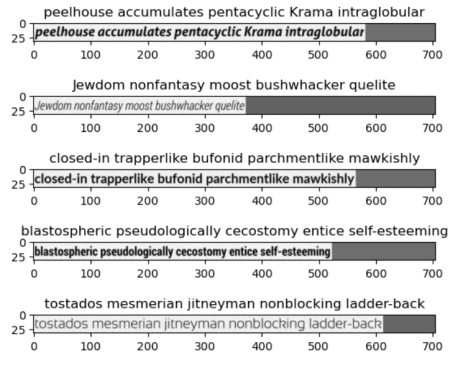 peelhouse accumulates pentacyclic Krama intraglobular
0
25
peelhouse accumulates pentacyclic Krama intraglobular
0 100 200 300 400 500 600 700
Jewdom nonfantasy moost bushwhacker quelite
0
25
Jewdom nonfantasy moost bushwhacker quelite
0 100 200 300 400 500 600 700
closed-in trapperlike bufonid parchmentlike mawkishly
0
25
closed-in trapperlike bufonid parchmentlike mawkishly
0 100 200 300 400 500 600 700
blastospheric pseudologically cecostomy entice self-esteeming
0
25
blastospheric pseudologically cecostomy entice self-esteeming
0 100 200 300 400 500 600 700
tostados mesmerian jitneyman nonblocking ladder-back
0
25
tostados mesmerian jitneyman nonblocking ladder-back
0 100 200 300 400 500 600 700